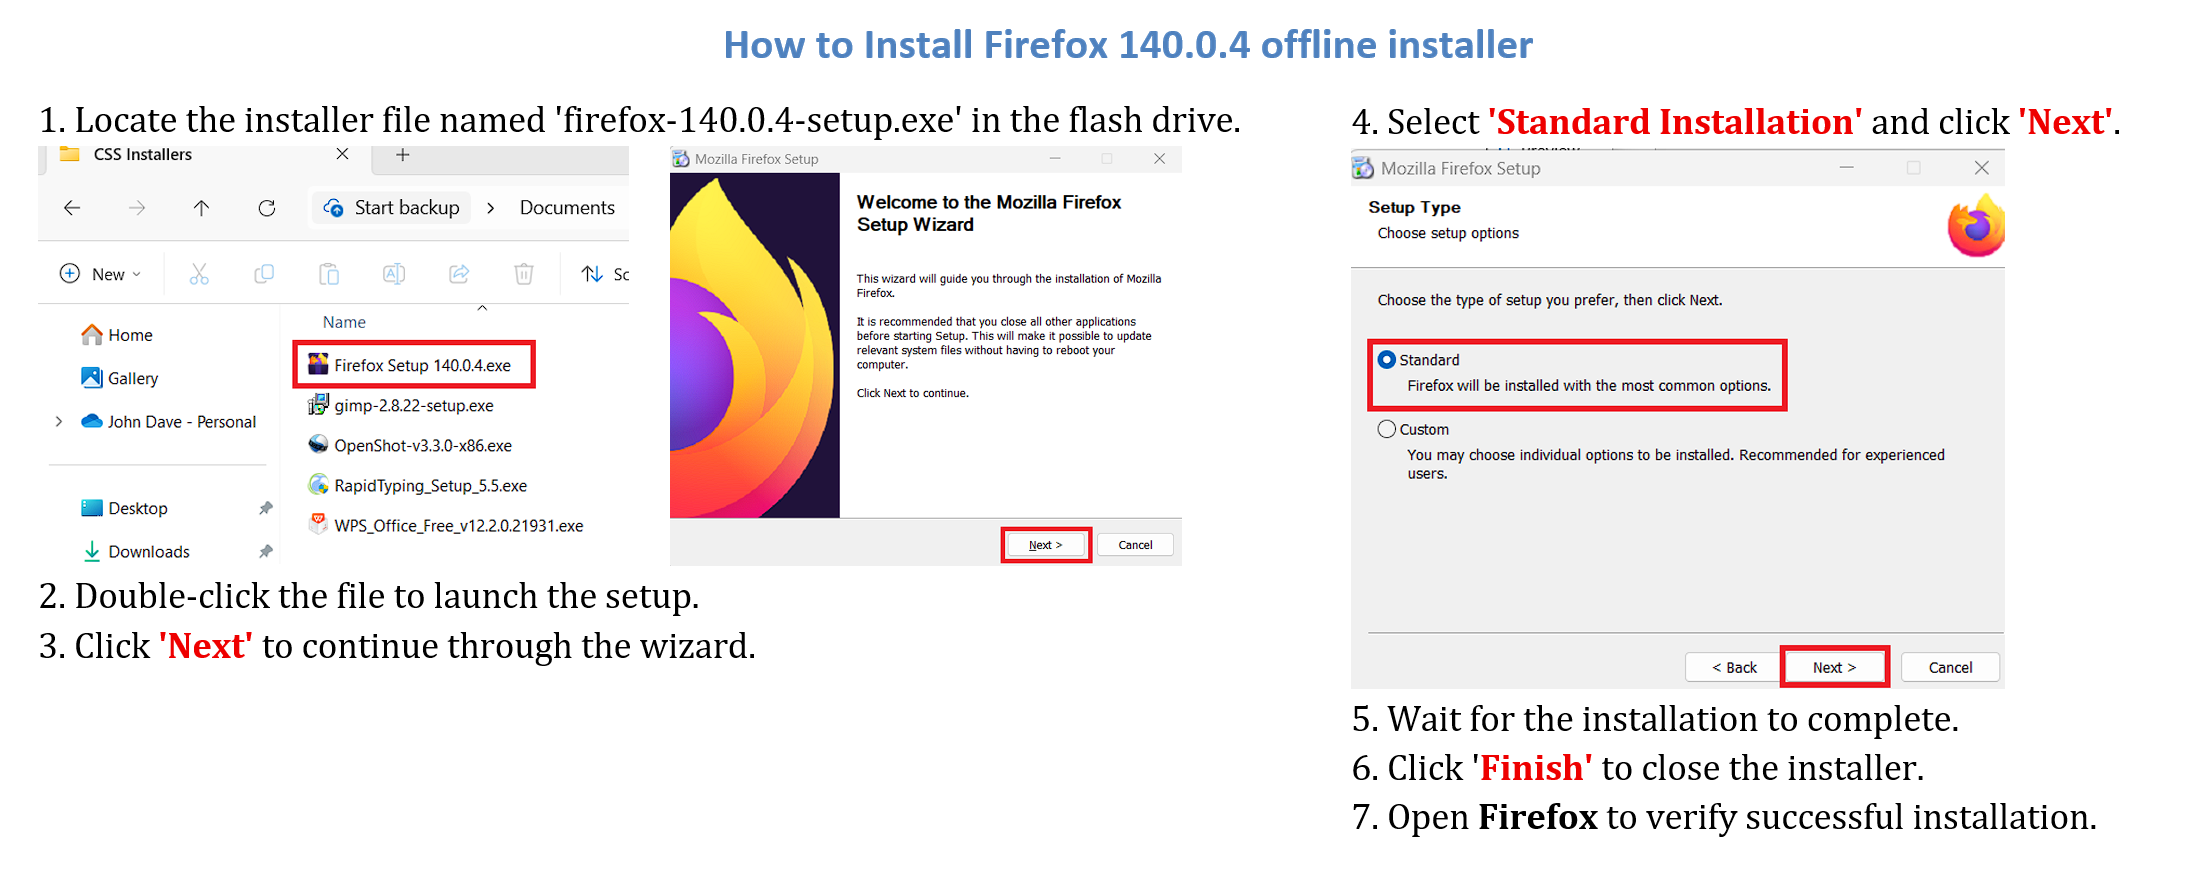 How to Install Firefox 140.0.4 offline installer
1. Locate the installer file named 'firefox-140.0.4-setup.exe' in the flash drive.
CSS Installers
Start backup > Documents
New
Name
Home
Gallery
John Dave - Personal
Desktop
Downloads
Firefox Setup 140.0.4.exe
gimp-2.8.22-setup.exe
OpenShot-v3.3.0-x86.exe
RapidTyping_Setup_5.5.exe
WPS_Office_Free_v12.2.0.21931.exe
Mozilla Firefox Setup
Welcome to the Mozilla Firefox
Setup Wizard
This wizard will guide you through the installation of Mozilla
Firefox.
It is recommended that you close all other applications
before starting Setup. This will make it possible to update
relevant system files without having to reboot your
computer.
Click Next to continue.
Next >
Cancel
2. Double-click the file to launch the setup.
3. Click 'Next' to continue through the wizard.
4. Select 'Standard Installation' and click 'Next'.
Mozilla Firefox Setup
Setup Type
Choose setup options
Choose the type of setup you prefer, then click Next.
Standard
Firefox will be installed with the most common options.
Custom
You may choose individual options to be installed. Recommended for experienced
users.
< Back
Next >
Cancel
5. Wait for the installation to complete.
6. Click 'Finish' to close the installer.
7. Open Firefox to verify successful installation.